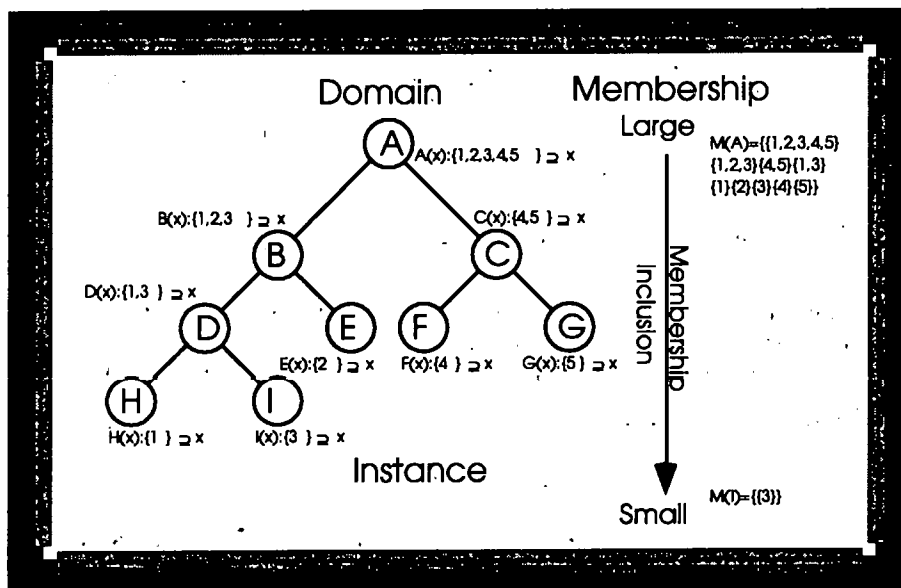 Domain
Membership
Large
A
A(x):{1,2,3,4,5 } ⊇ x
M(A)={{1,2,3,4,5}
{1,2,3}{4,5}{1,3}
{1}{2}{3}{4}{5}}
B(x):{1,2,3 } ⊇ x
C(x):{4,5 } ⊇ x
B
C
Membership
Inclusion
D(x):{1,3 } ⊇ x
D
E
F
G
E(x):{2 } ⊇ x
F(x):{4 } ⊇ x
G(x):{5 } ⊇ x
H
I
H(x):{1 } ⊇ x
I(x):{3 } ⊇ x
Instance
Small
M(I)={{3}}